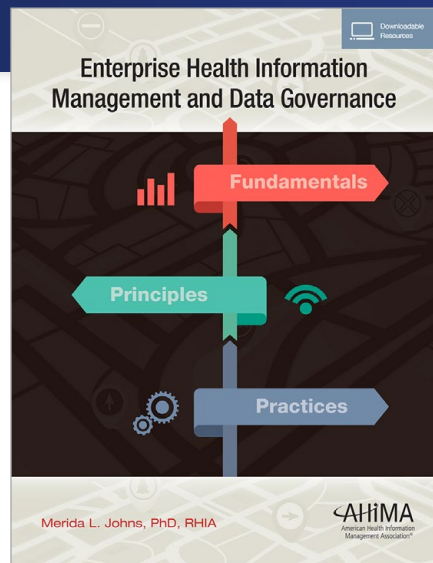 Downloadable
Resources
Enterprise Health Information
Management and Data Governance
Fundamentals
Principles
Practices
Merida L. Johns, PhD, RHIA
AHIMA
American Health Information
Management Association®